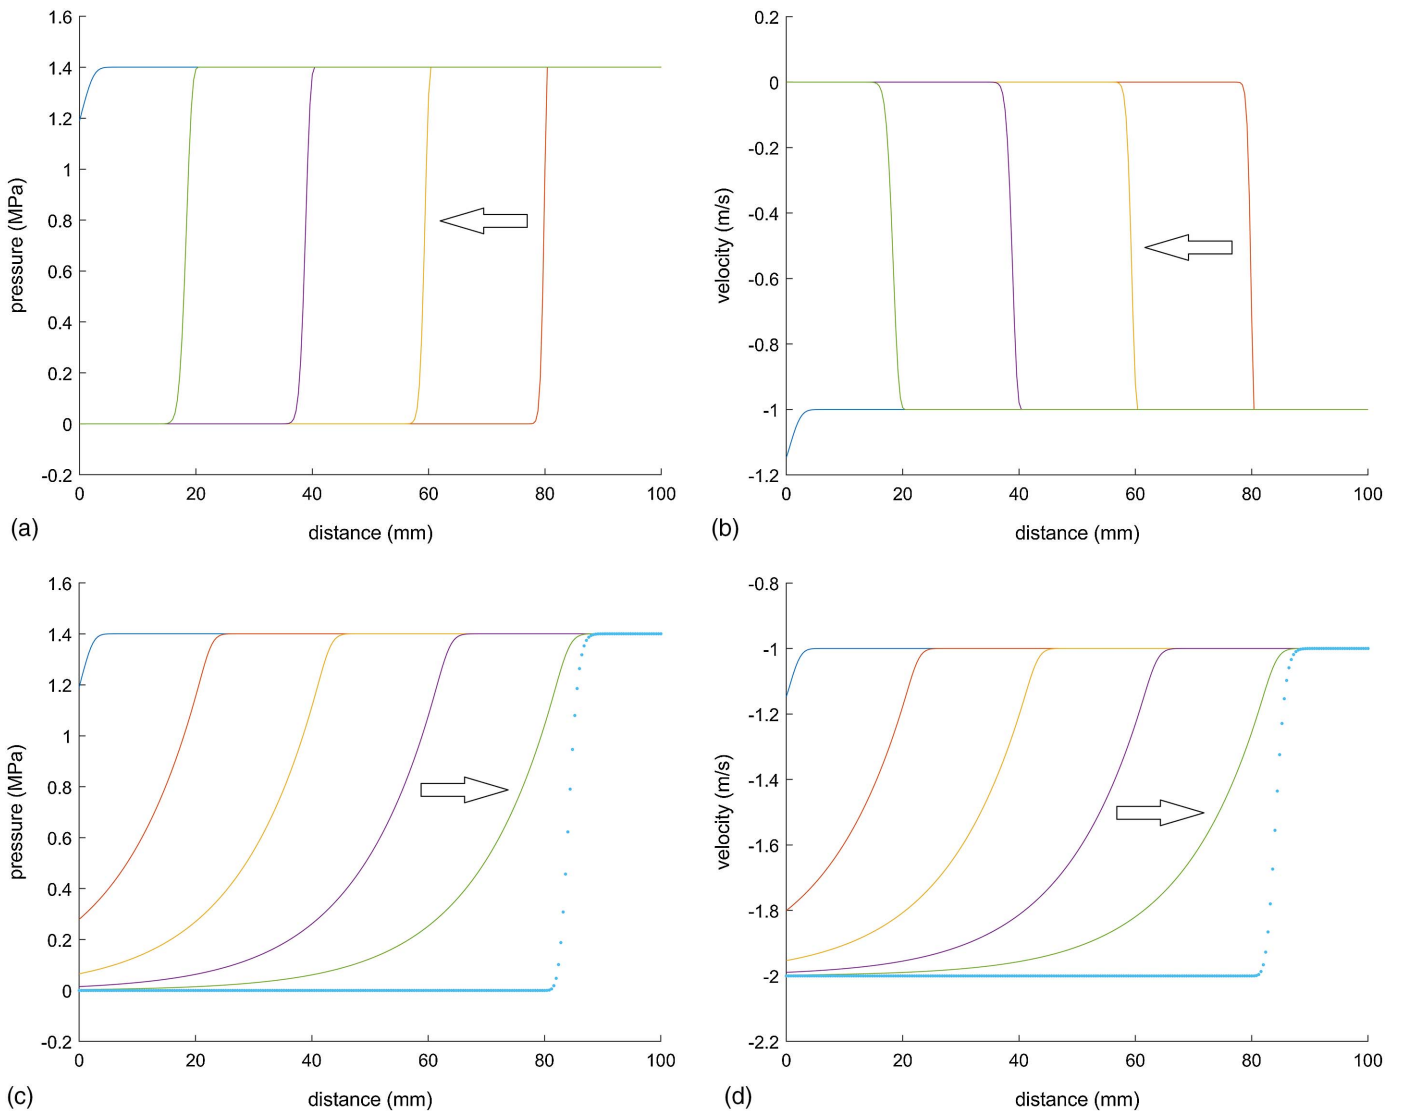 1.6
1.4
1.2
1
0.8
0.6
0.4
0.2
0
-0.2
pressure (MPa)
0 20 40 60 80 100
distance (mm)
(a)
0.2
0
-0.2
-0.4
-0.6
-0.8
-1
-1.2
velocity (m/s)
0 20 40 60 80 100
distance (mm)
(b)
1.6
1.4
1.2
1
0.8
0.6
0.4
0.2
0
-0.2
pressure (MPa)
0 20 40 60 80 100
distance (mm)
(c)
-0.8
-1
-1.2
-1.4
-1.6
-1.8
-2
-2.2
velocity (m/s)
0 20 40 60 80 100
distance (mm)
(d)